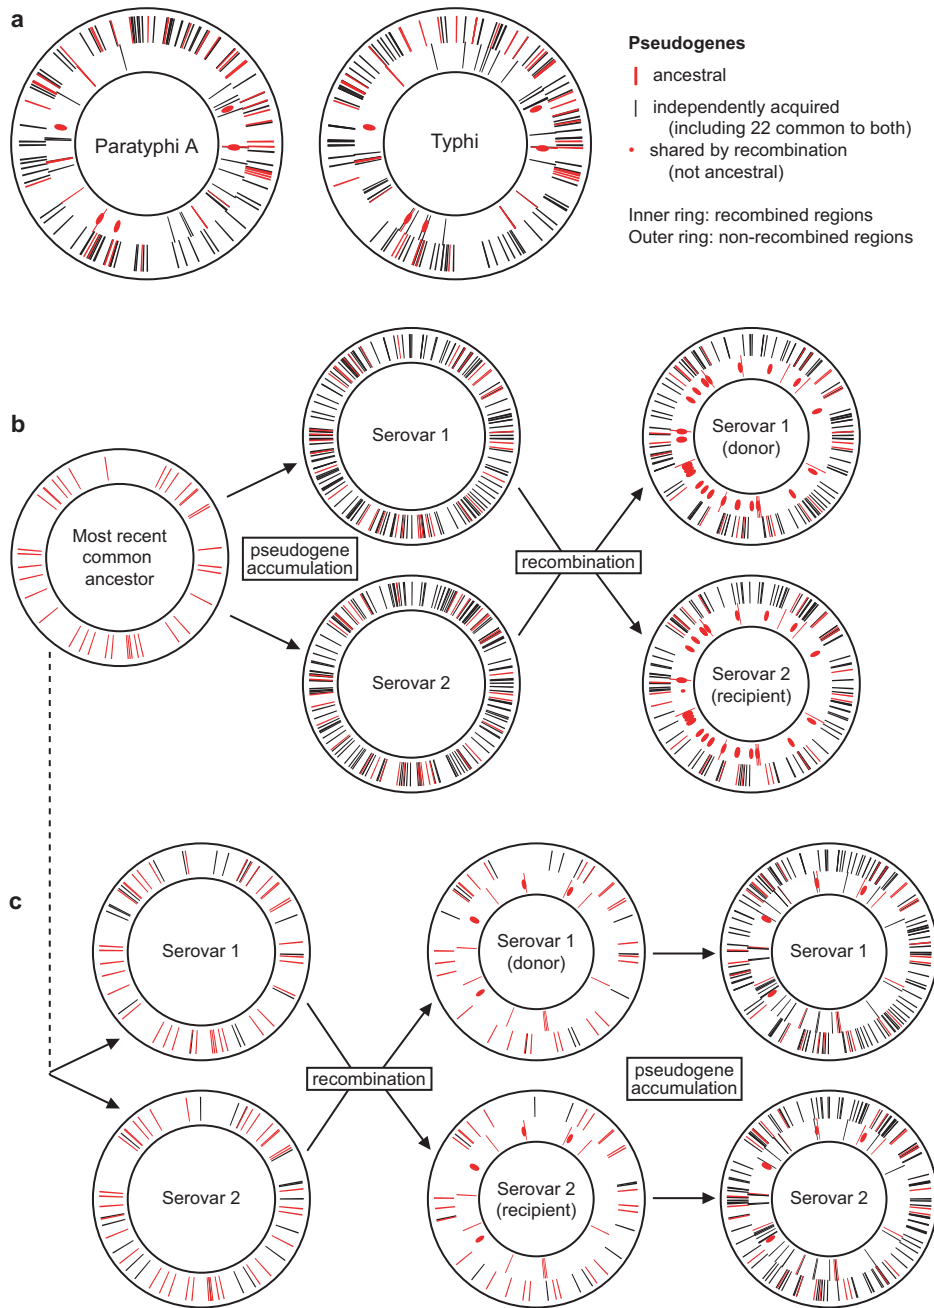 a
Paratyphi A
Typhi
Pseudogenes
ancestral
independently acquired
(including 22 common to both)
shared by recombination
(not ancestral)
Inner ring: recombined regions
Outer ring: non-recombined regions
b
Most recent
common
ancestor
pseudogene
accumulation
Serovar 1
Serovar 2
recombination
Serovar 1
(donor)
Serovar 2
(recipient)
c
Serovar 1
Serovar 2
recombination
Serovar 1
(donor)
Serovar 2
(recipient)
pseudogene
accumulation
Serovar 1
Serovar 2